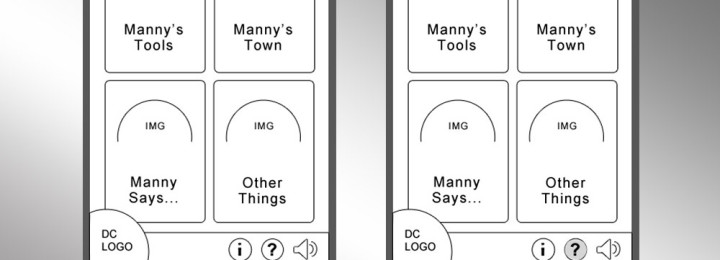 Manny's
Tools
Manny's
Town
IMG
Manny
Says...
IMG
Other
Things
DC
LOGO
i
?
Manny's
Tools
Manny's
Town
IMG
Manny
Says...
IMG
Other
Things
DC
LOGO
i
?